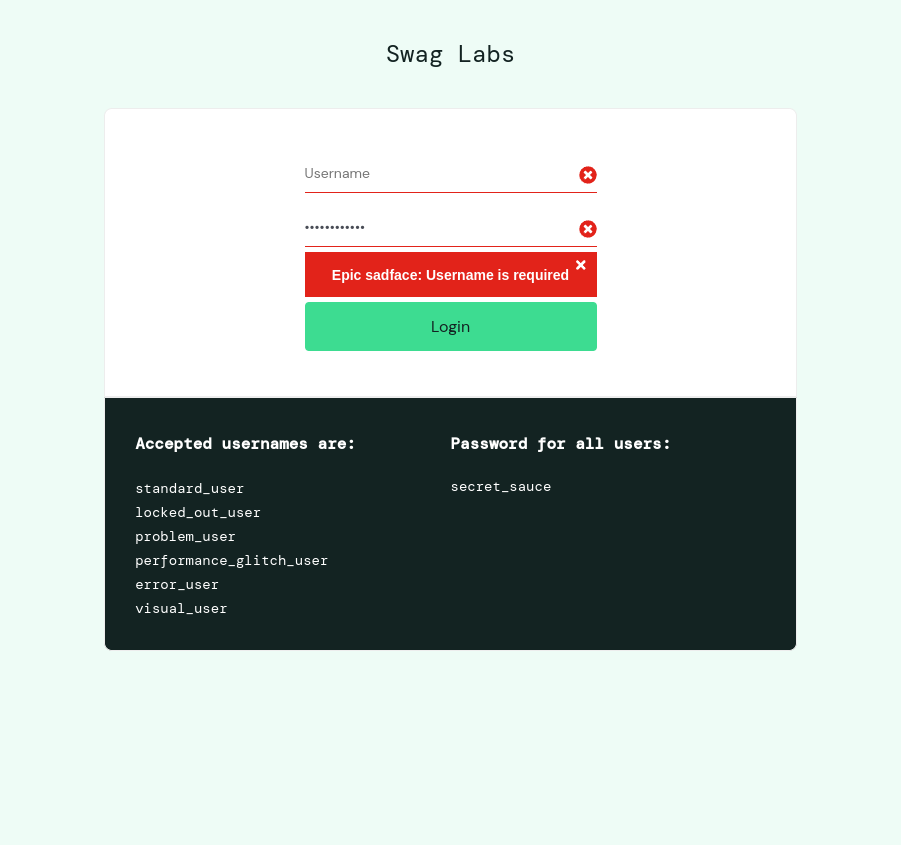 Swag Labs
Username
••••••••••••
Epic sadface: Username is required
Login
Accepted usernames are:
standard_user
locked_out_user
problem_user
performance_glitch_user
error_user
visual_user
Password for all users:
secret_sauce